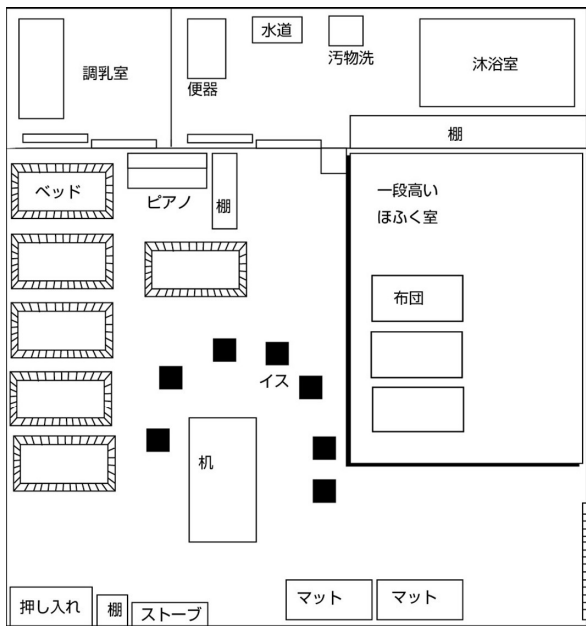 水道
汚物洗
沐浴室
調乳室
便器
棚
ベッド
ピアノ
棚
一段高い
ほふく室
布団
イス
机
押し入れ
棚
ストーブ
マット
マット